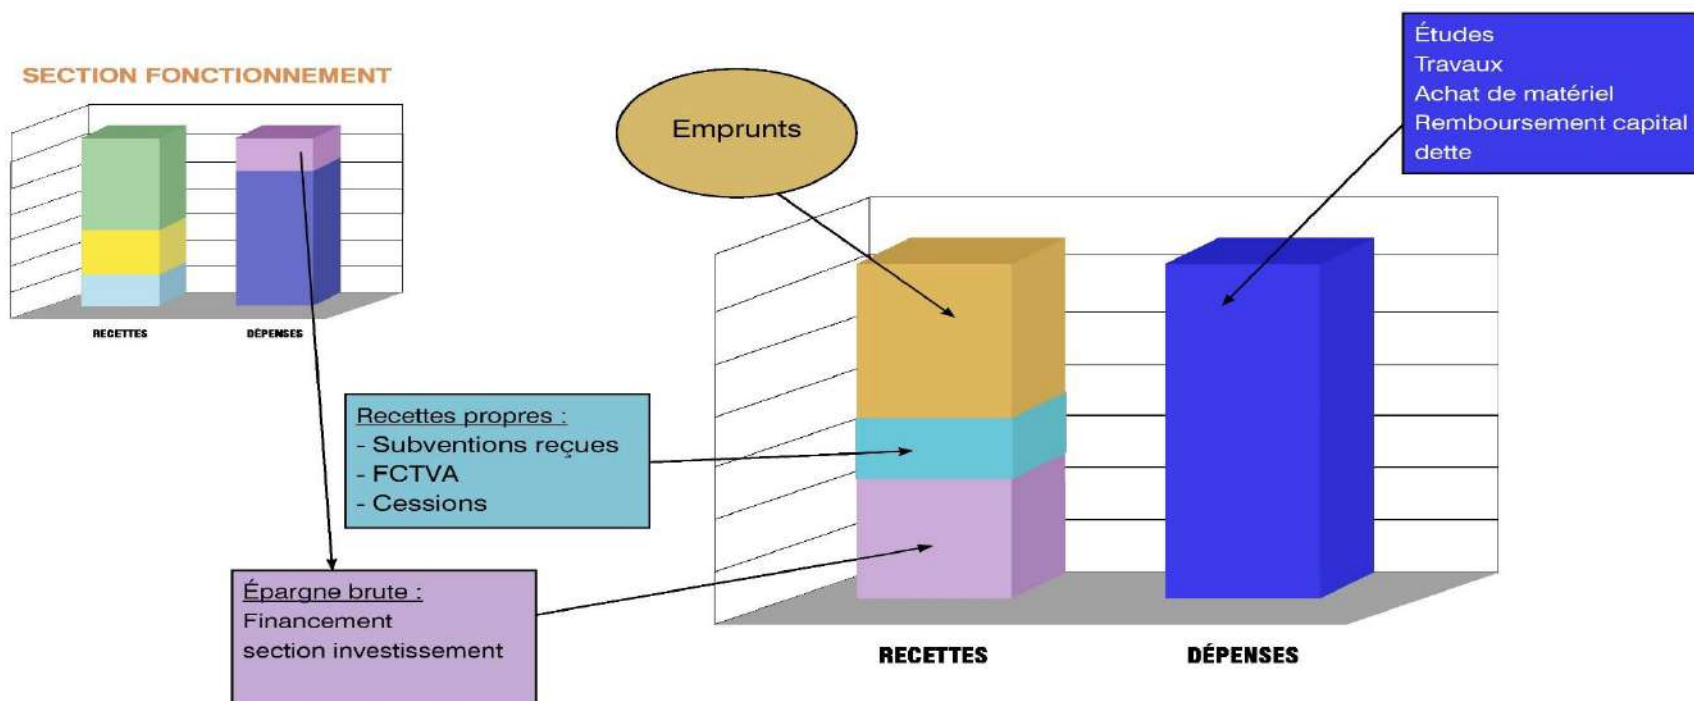 SECTION FONCTIONNEMENT
RECETTES
DÉPENSES
Emprunts
Études
Travaux
Achat de matériel
Remboursement capital
dette
Recettes propres :
- Subventions reçues
- FCTVA
- Cessions
Épargne brute :
Financement
section investissement
RECETTES
DÉPENSES